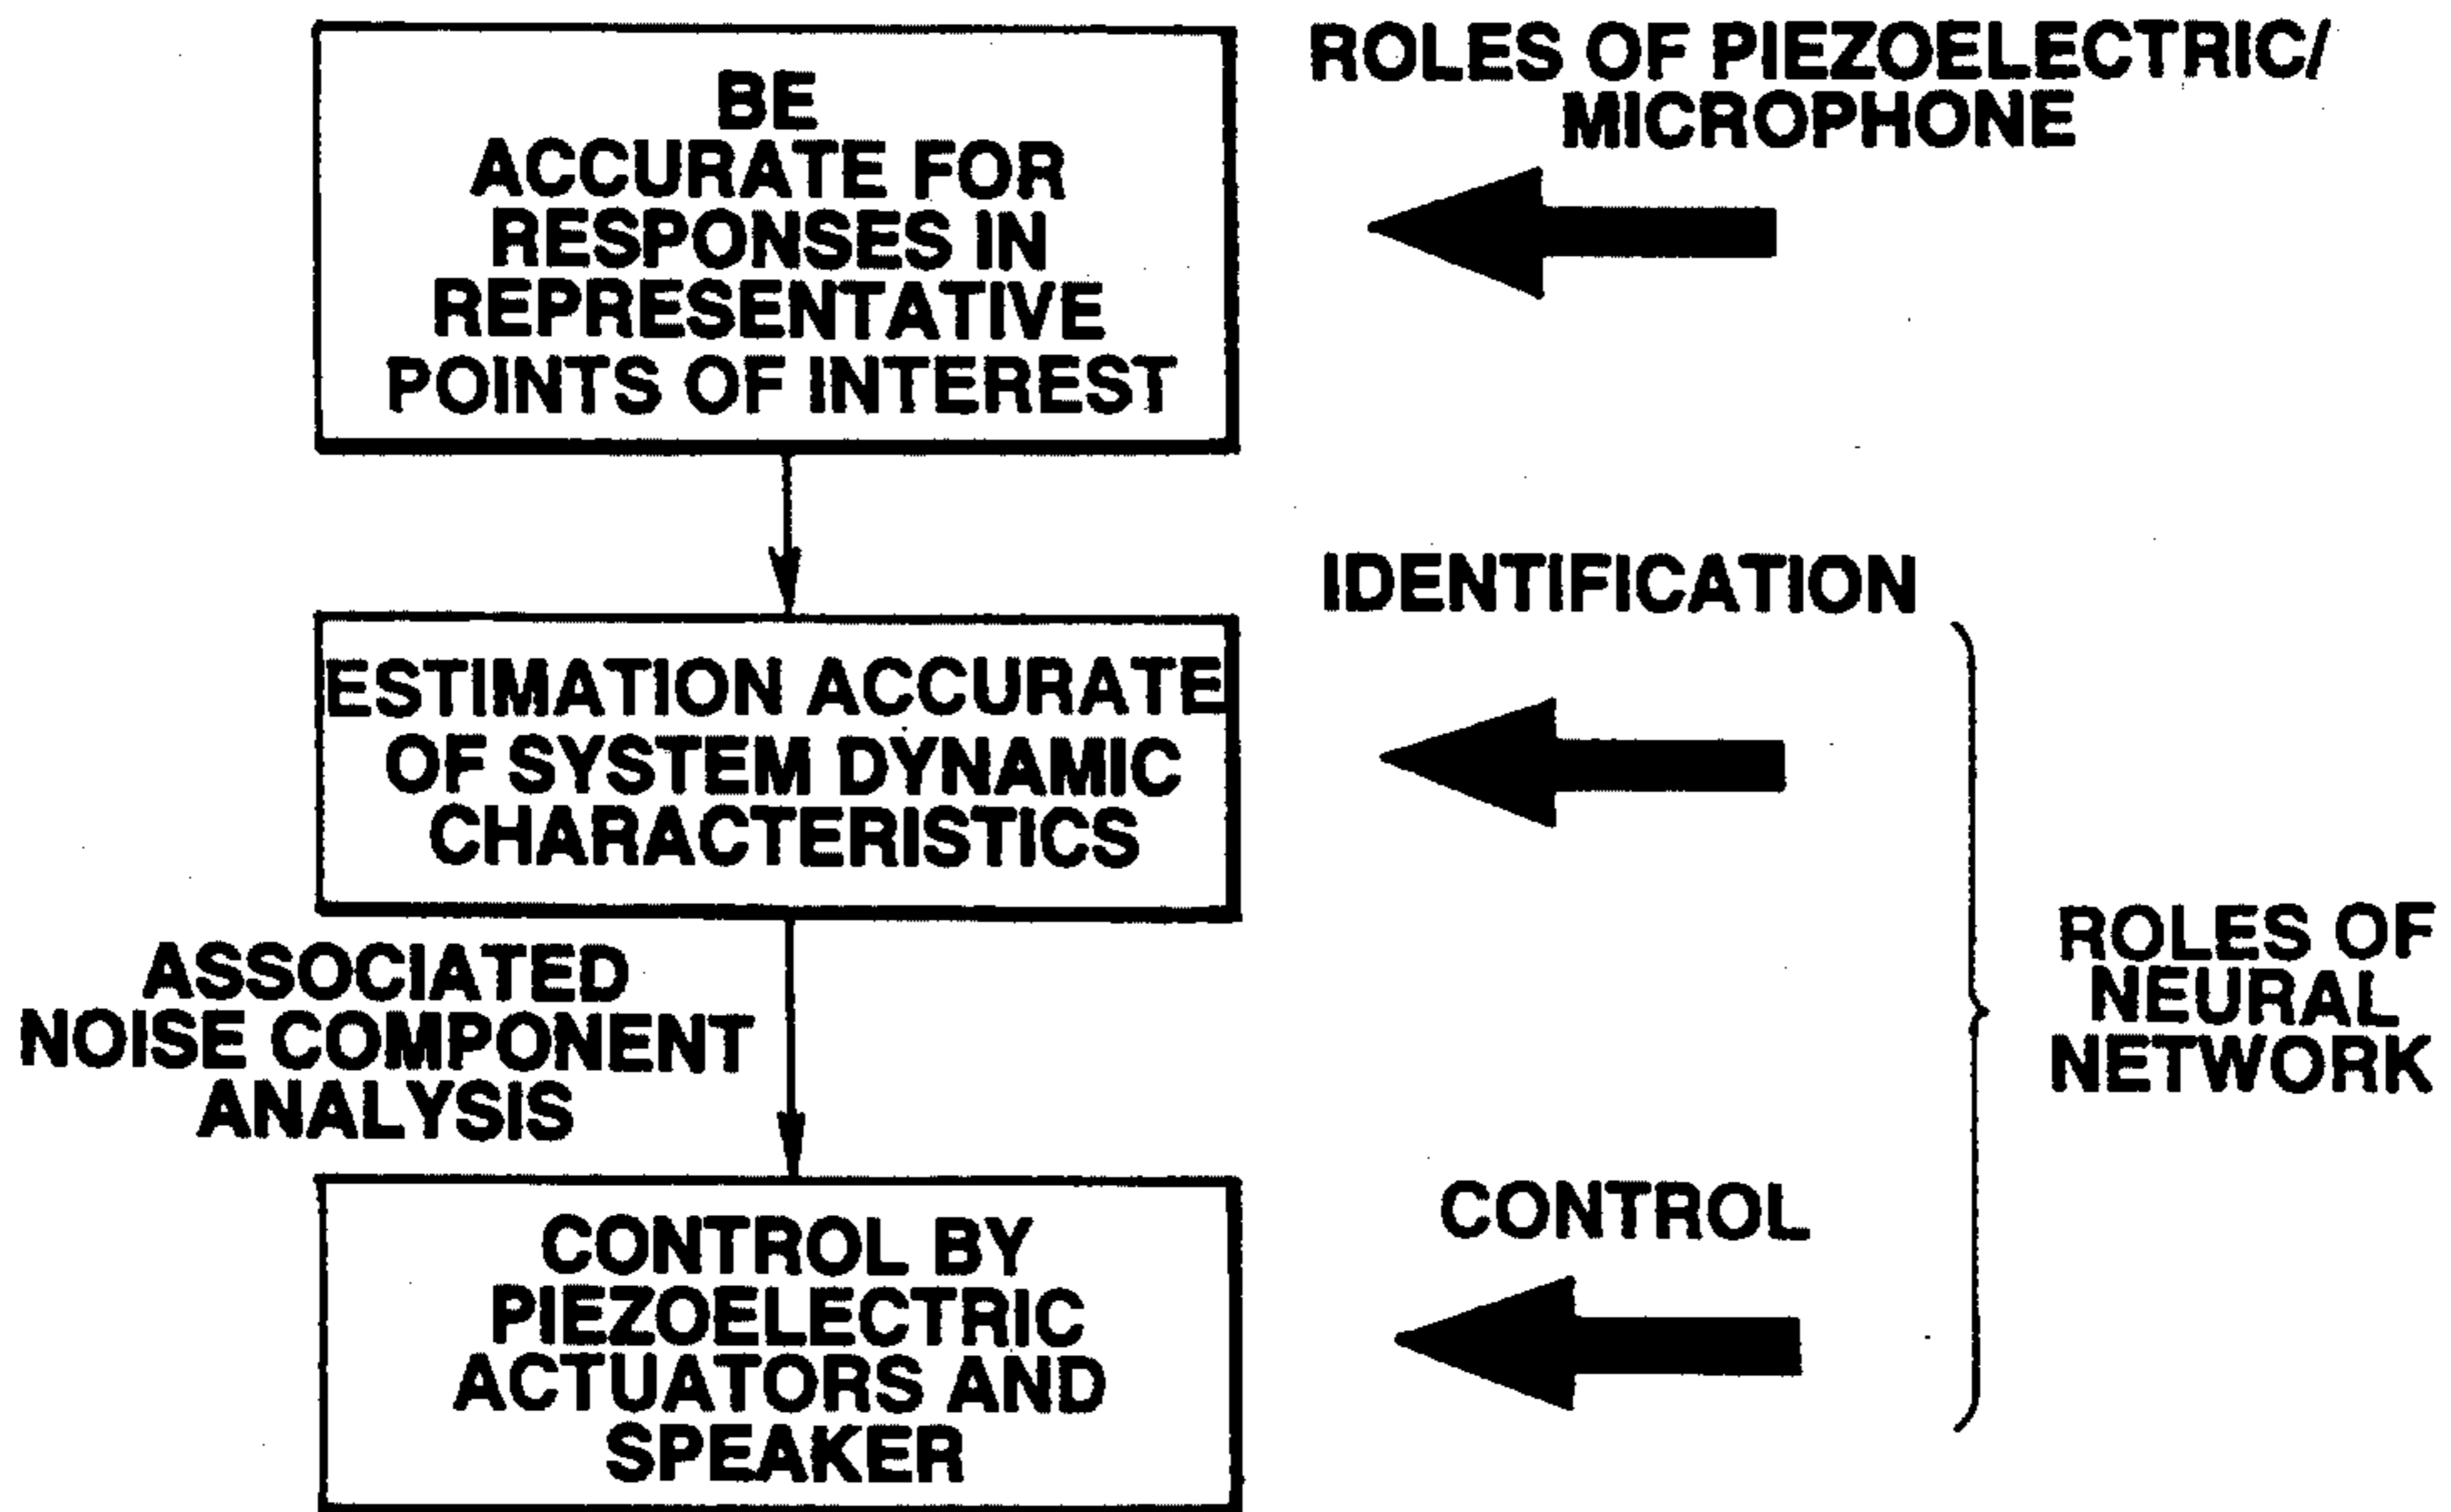 BE
ACCURATE FOR
RESPONSES IN
REPRESENTATIVE
POINTS OF INTEREST
ROLES OF PIEZOELECTRIC/
MICROPHONE
ESTIMATION ACCURATE
OF SYSTEM DYNAMIC
CHARACTERISTICS
IDENTIFICATION
ASSOCIATED
NOISE COMPONENT
ANALYSIS
ROLES OF
NEURAL
NETWORK
CONTROL BY
PIEZOELECTRIC
ACTUATORS AND
SPEAKER
CONTROL